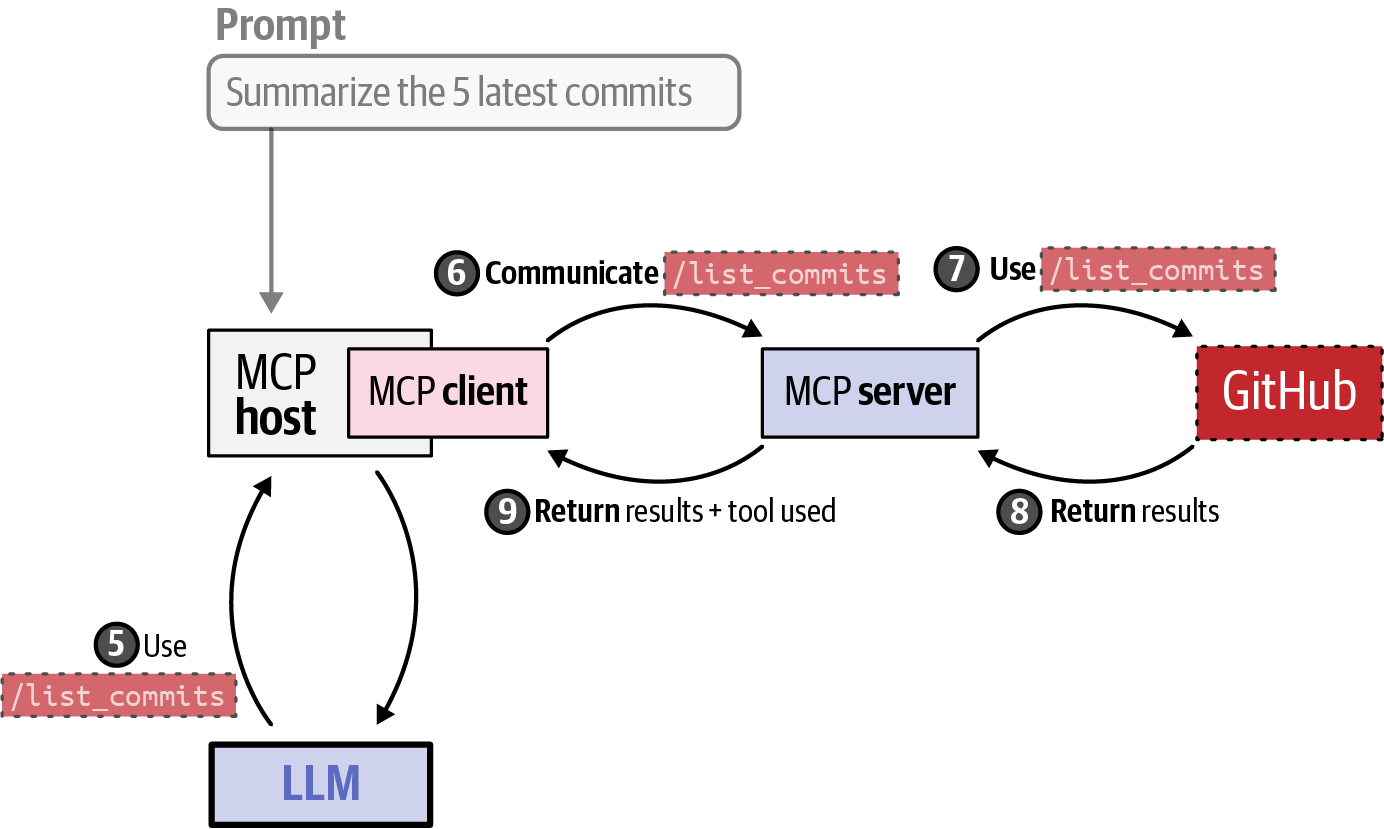 Prompt
Summarize the 5 latest commits
6 Communicate /list_commits
7 Use /list_commits
MCP
host
MCP client
MCP server
GitHub
9 Return results + tool used
8 Return results
5 Use
/list_commits
LLM